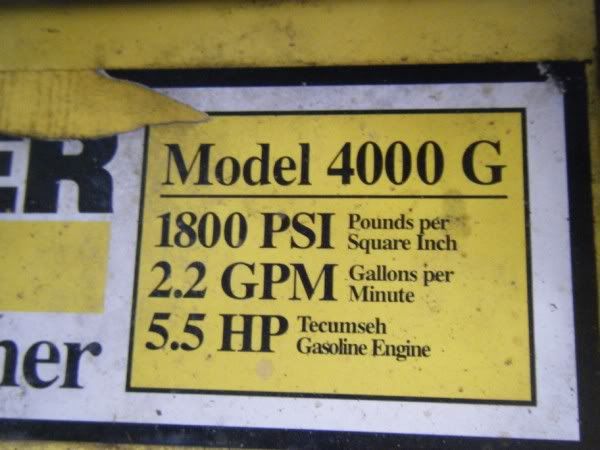 ER
ner
Model 4000 G
1800 PSI Pounds per Square Inch
2.2 GPM Gallons per Minute
5.5 HP Tecumseh Gasoline Engine